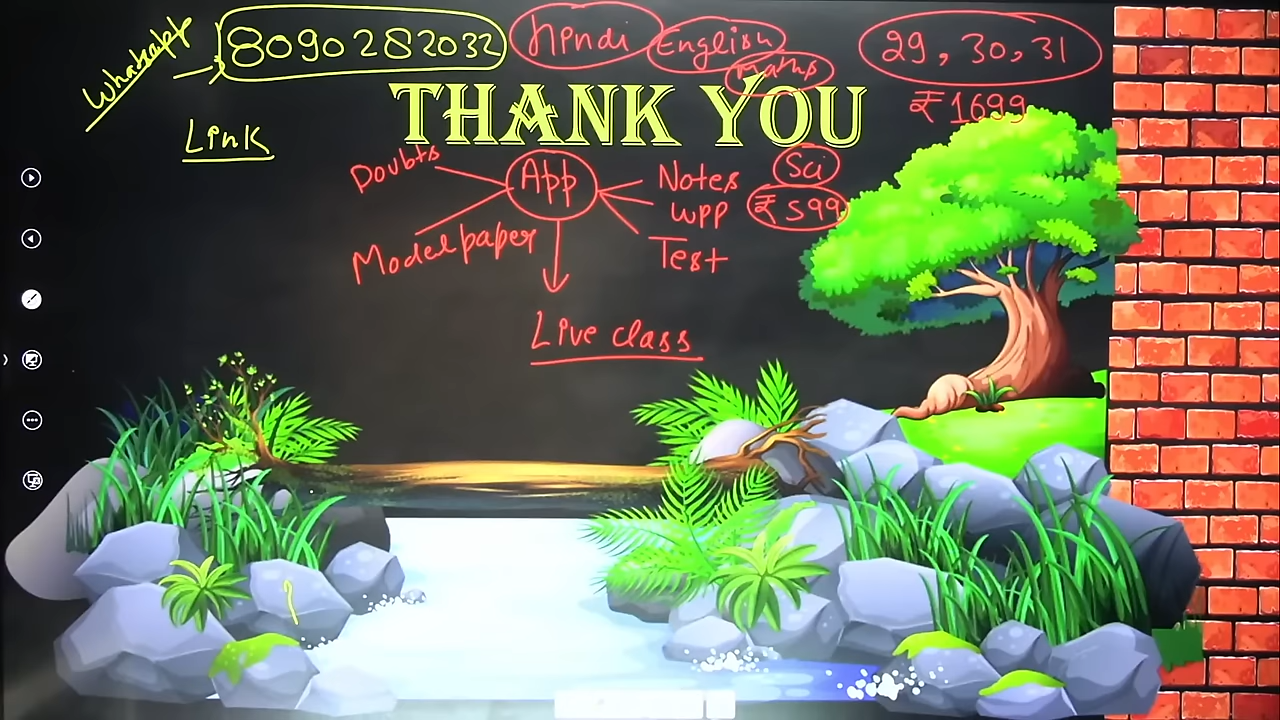 Whatsapp → 8090282032 Hindi English Maths 29, 30, 31
₹ 1699
THANK YOU
Link
Doubts App Notes Sci
WPP ₹ 599
Model paper Test
Live class